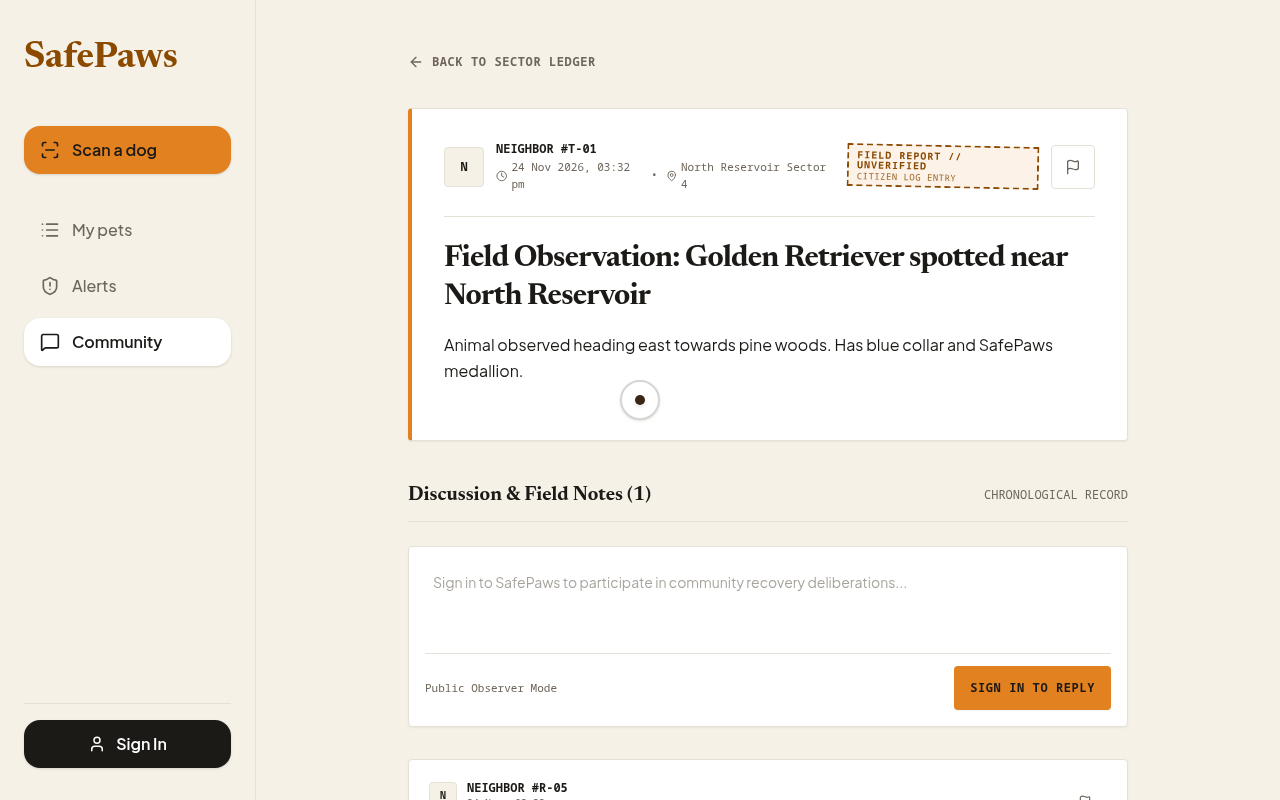 SafePaws
Scan a dog
My pets
Alerts
Community
Sign In
BACK TO SECTOR LEDGER
N
NEIGHBOR #T-01
24 Nov 2026, 03:32
pm
•
North Reservoir Sector
4
FIELD REPORT //
UNVERIFIED
CITIZEN LOG ENTRY
Field Observation: Golden Retriever spotted near
North Reservoir
Animal observed heading east towards pine woods. Has blue collar and SafePaws
medallion.
Discussion & Field Notes (1)
CHRONOLOGICAL RECORD
Sign in to SafePaws to participate in community recovery deliberations...
Public Observer Mode
SIGN IN TO REPLY
N
NEIGHBOR #R-05